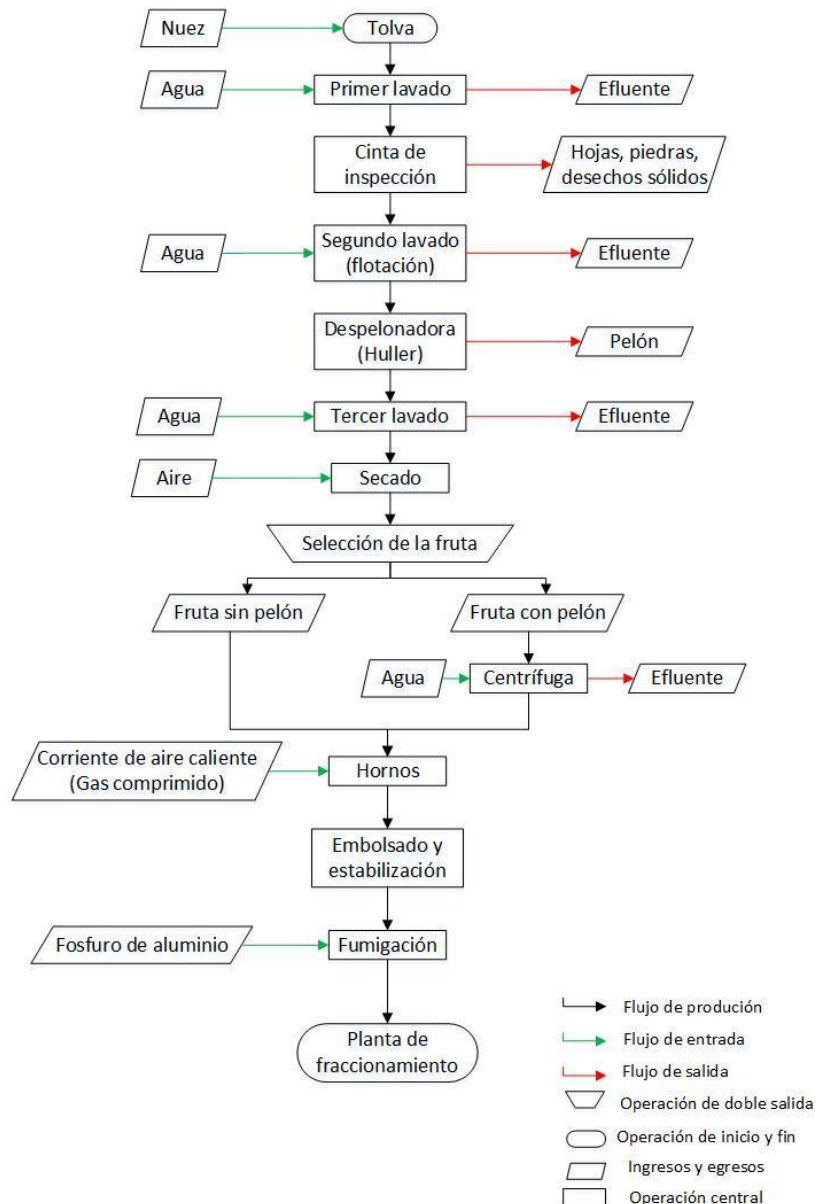 Nuez
Tolva
Agua
Primer lavado
Efluente
Cinta de
inspección
Hojas, piedras,
desechos sólidos
Agua
Segundo lavado
(flotación)
Efluente
Despelonadora
(Huller)
Pelón
Agua
Tercer lavado
Efluente
Aire
Secado
Selección de la fruta
Fruta sin pelón
Fruta con pelón
Agua
Centrífuga
Efluente
Corriente de aire caliente
(Gas comprimido)
Hornos
Embolsado y
estabilización
Fosfuro de aluminio
Fumigación
Planta de
fraccionamiento
Flujo de produción
Flujo de entrada
Flujo de salida
Operación de doble salida
Operación de inicio y fin
Ingresos y egresos
Operación central